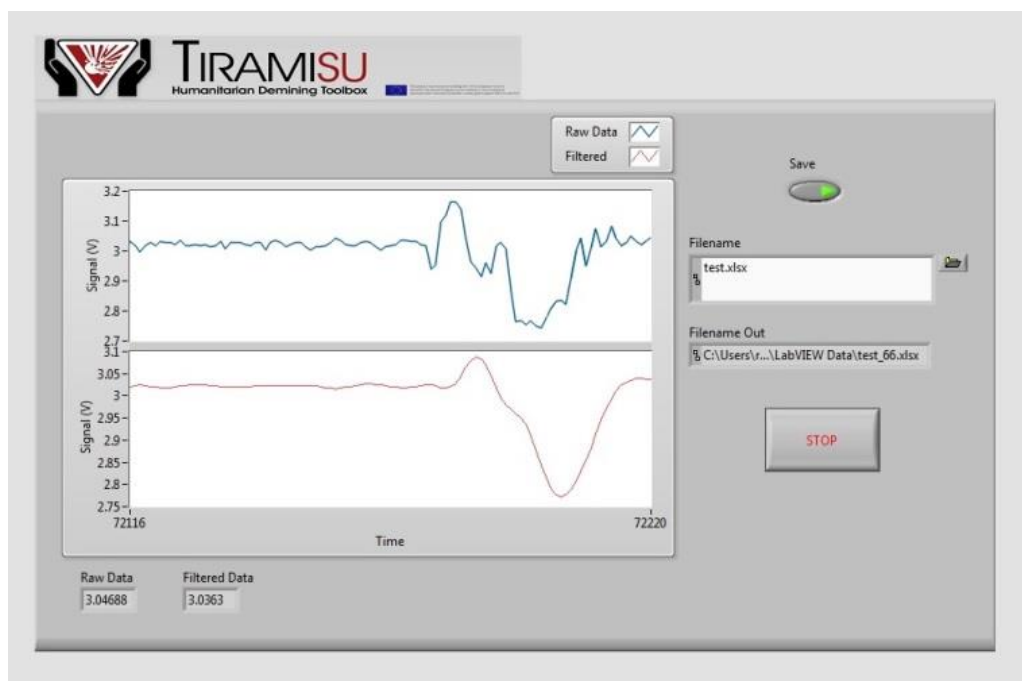 TIRAMISU
Humanitarian Demining Toolbox
Raw Data
Filtered
Save
3.2
3.1
3
2.9
2.8
2.7
Signal (V)
3.1
3.05
3
2.95
2.9
2.85
2.8
2.75
Signal (V)
72116
72220
Time
Filename
test.xlsx
Filename Out
C:\Users\r...\LabVIEW Data\test_66.xlsx
STOP
Raw Data
Filtered Data
3.04688
3.0363